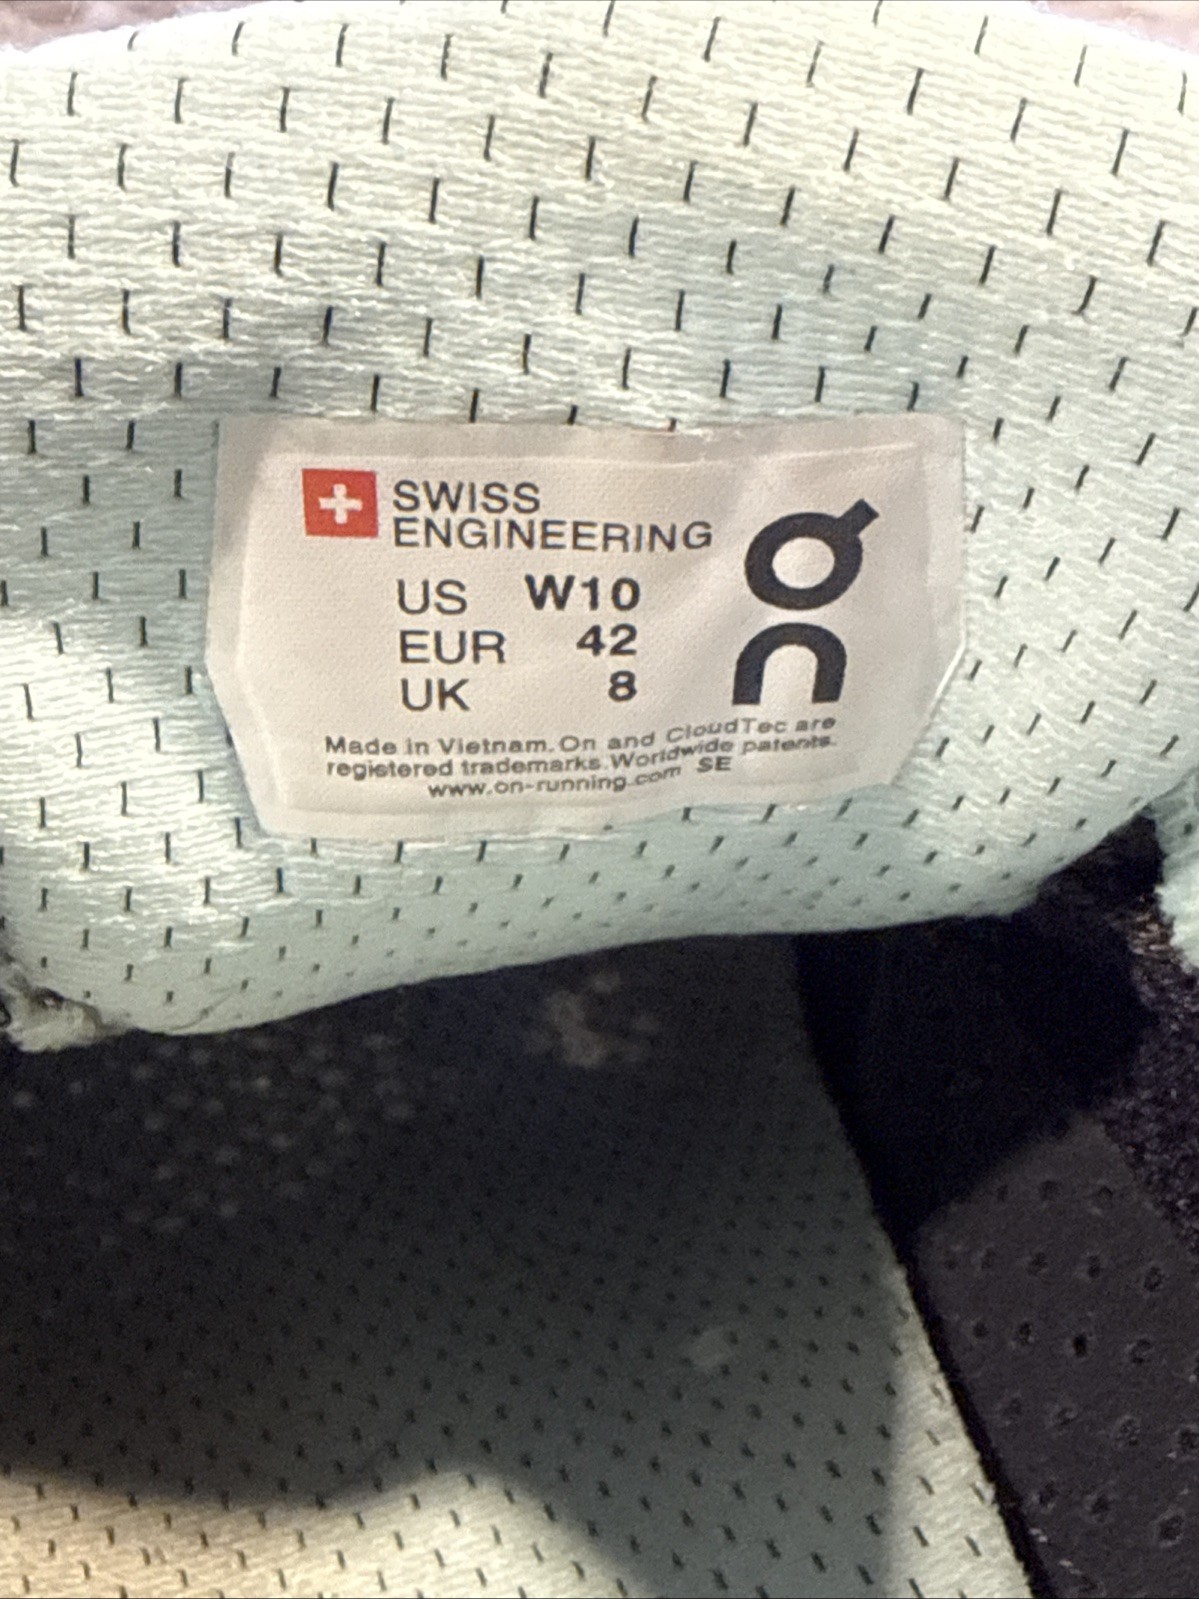 SWISS
ENGINEERING
US W10
EUR 42
UK 8
On
Made in Vietnam. On and CloudTec are
registered trademarks. Worldwide patents.
www.on-running.com SE